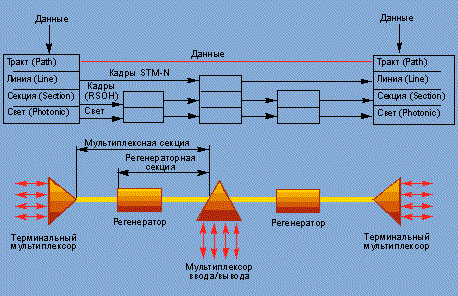 Данные
Данные
Данные
Тракт (Path)
Тракт (Path)
Кадры STM-N
Линия (Line)
Линия (Line)
Кадры
(RSOH)
Секция (Section)
Секция (Section)
Свет (Photonic)
Свет
Свет (Photonic)
Мультиплексная секция
Регенераторная
секция
Регенератор
Регенератор
Терминальный
мультиплексор
Терминальный
мультиплексор
Мультиплексор
ввода/вывода